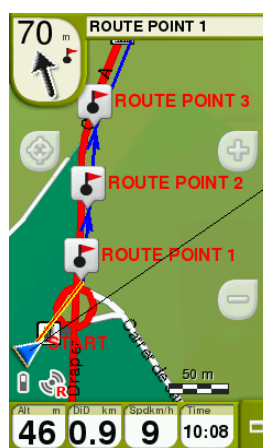 70 m
ROUTE POINT 1
ROUTE POINT 3
ROUTE POINT 2
ROUTE POINT 1
START
50 m
Alt m
46
DiD km
0.9
Spdkm/h
9
Time
10:08
R